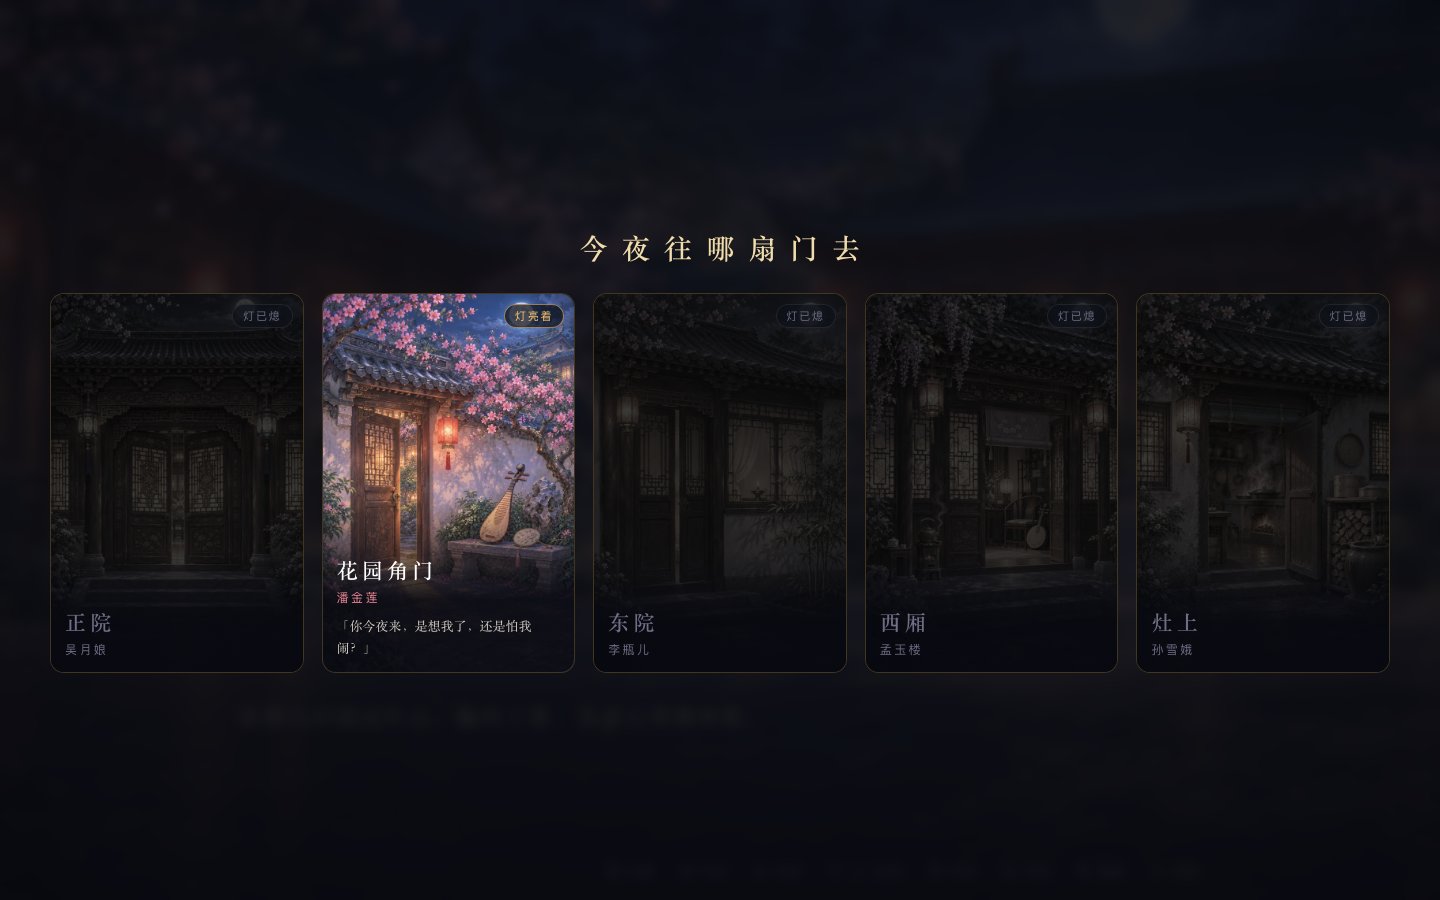 今夜往哪扇门去
灯已熄
正院
吴月娘
灯亮着
花园角门
潘金莲
「你今夜来，是想我了，还是怕我
闹？」
灯已熄
东院
李瓶儿
灯已熄
西厢
孟玉楼
灯已熄
灶上
孙雪娥